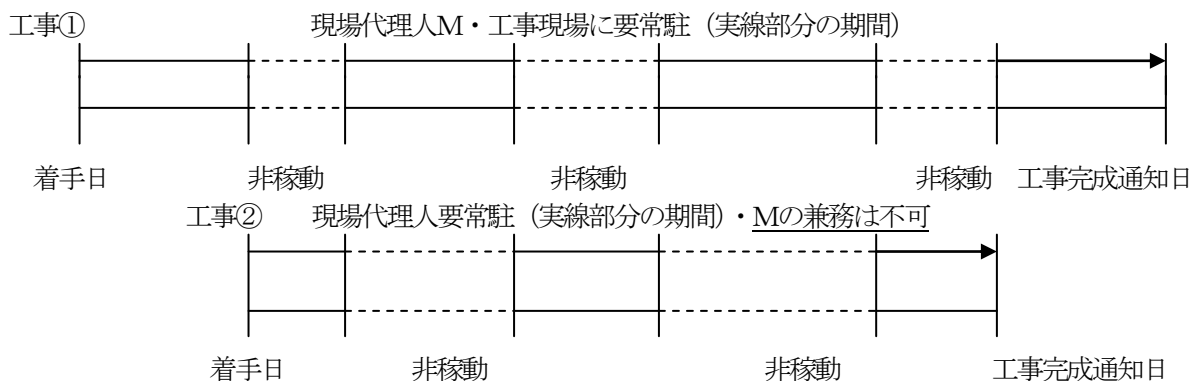 工事① 現場代理人M・工事現場に要常駐（実線部分の期間）
着手日 非稼動 非稼動 非稼動 工事完成通知日
工事② 現場代理人要常駐（実線部分の期間）・Mの兼務は不可
着手日 非稼動 非稼動 工事完成通知日